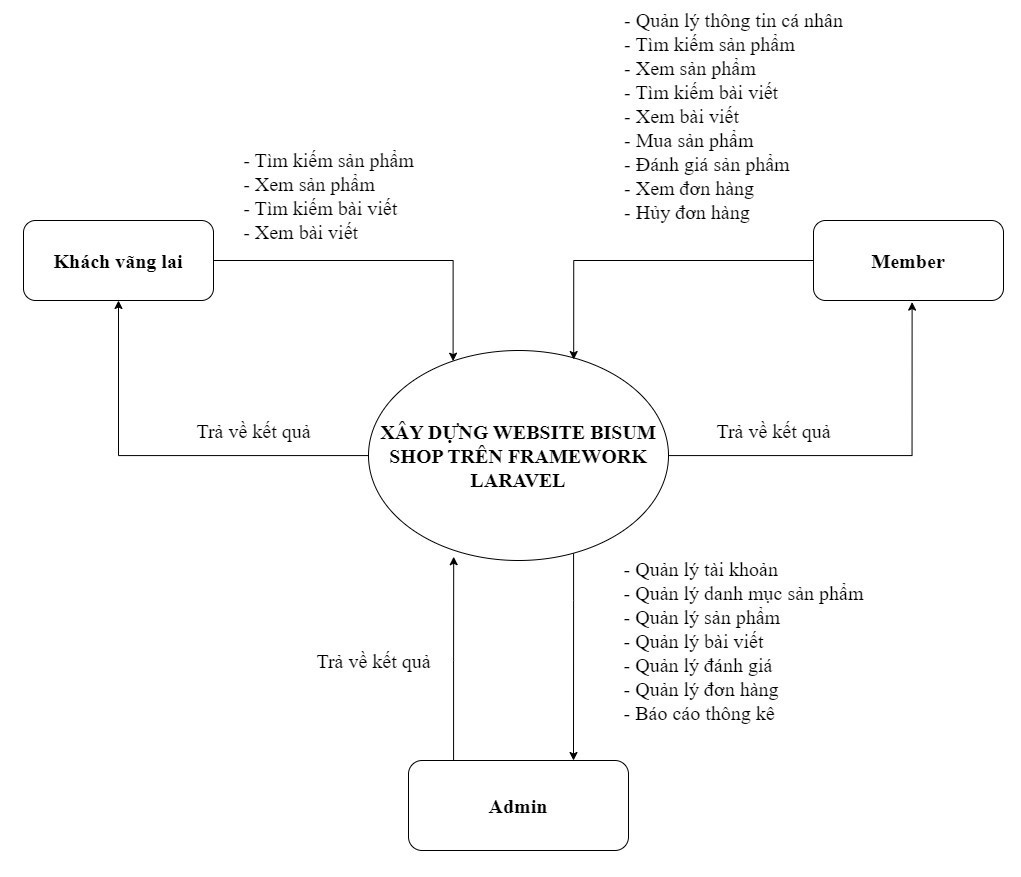 - Quản lý thông tin cá nhân
- Tìm kiếm sản phẩm
- Xem sản phẩm
- Tìm kiếm bài viết
- Xem bài viết
- Mua sản phẩm
- Đánh giá sản phẩm
- Xem đơn hàng
- Hủy đơn hàng
- Tìm kiếm sản phẩm
- Xem sản phẩm
- Tìm kiếm bài viết
- Xem bài viết
Khách vãng lai
Member
Trả về kết quả
Trả về kết quả
XÂY DỰNG WEBSITE BISUM
SHOP TRÊN FRAMEWORK
LARAVEL
- Quản lý tài khoản
- Quản lý danh mục sản phẩm
- Quản lý sản phẩm
- Quản lý bài viết
- Quản lý đánh giá
- Quản lý đơn hàng
- Báo cáo thông kê
Trả về kết quả
Admin